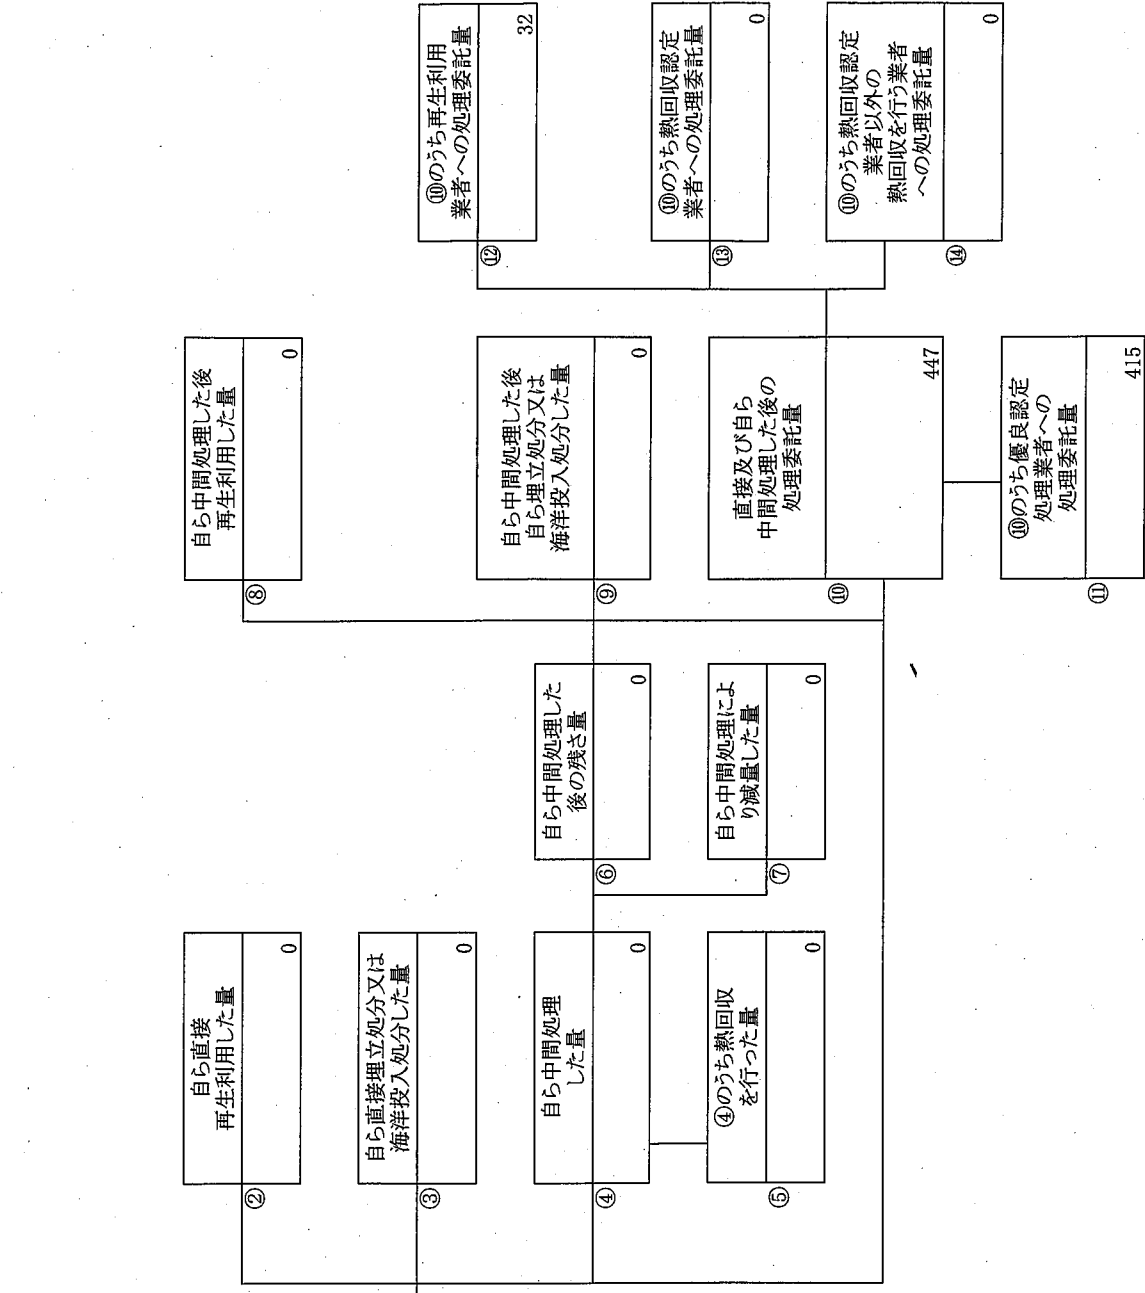 自ら直接
再生利用した量
0
②
自ら直接埋立処分又は
海洋投入処分した量
0
③
自ら中間処理
した量
0
④
④のうち熱回収
を行った量
0
⑤
自ら中間処理した
後の残さ量
0
⑥
自ら中間処理によ
り減量した量
0
⑦
自ら中間処理した後
再生利用した量
0
⑧
自ら中間処理した後
自ら埋立処分又は
海洋投入処分した量
0
⑨
直接及び自ら
中間処理した後の
処理委託量
447
⑩
⑩のうち優良認定
処理業者への
処理委託量
415
⑪
⑩のうち再生利用
業者への処理委託量
32
⑫
⑩のうち熱回収認定
業者への処理委託量
0
⑬
⑩のうち熱回収認定
業者以外の
熱回収を行う業者
への処理委託量
0
⑭